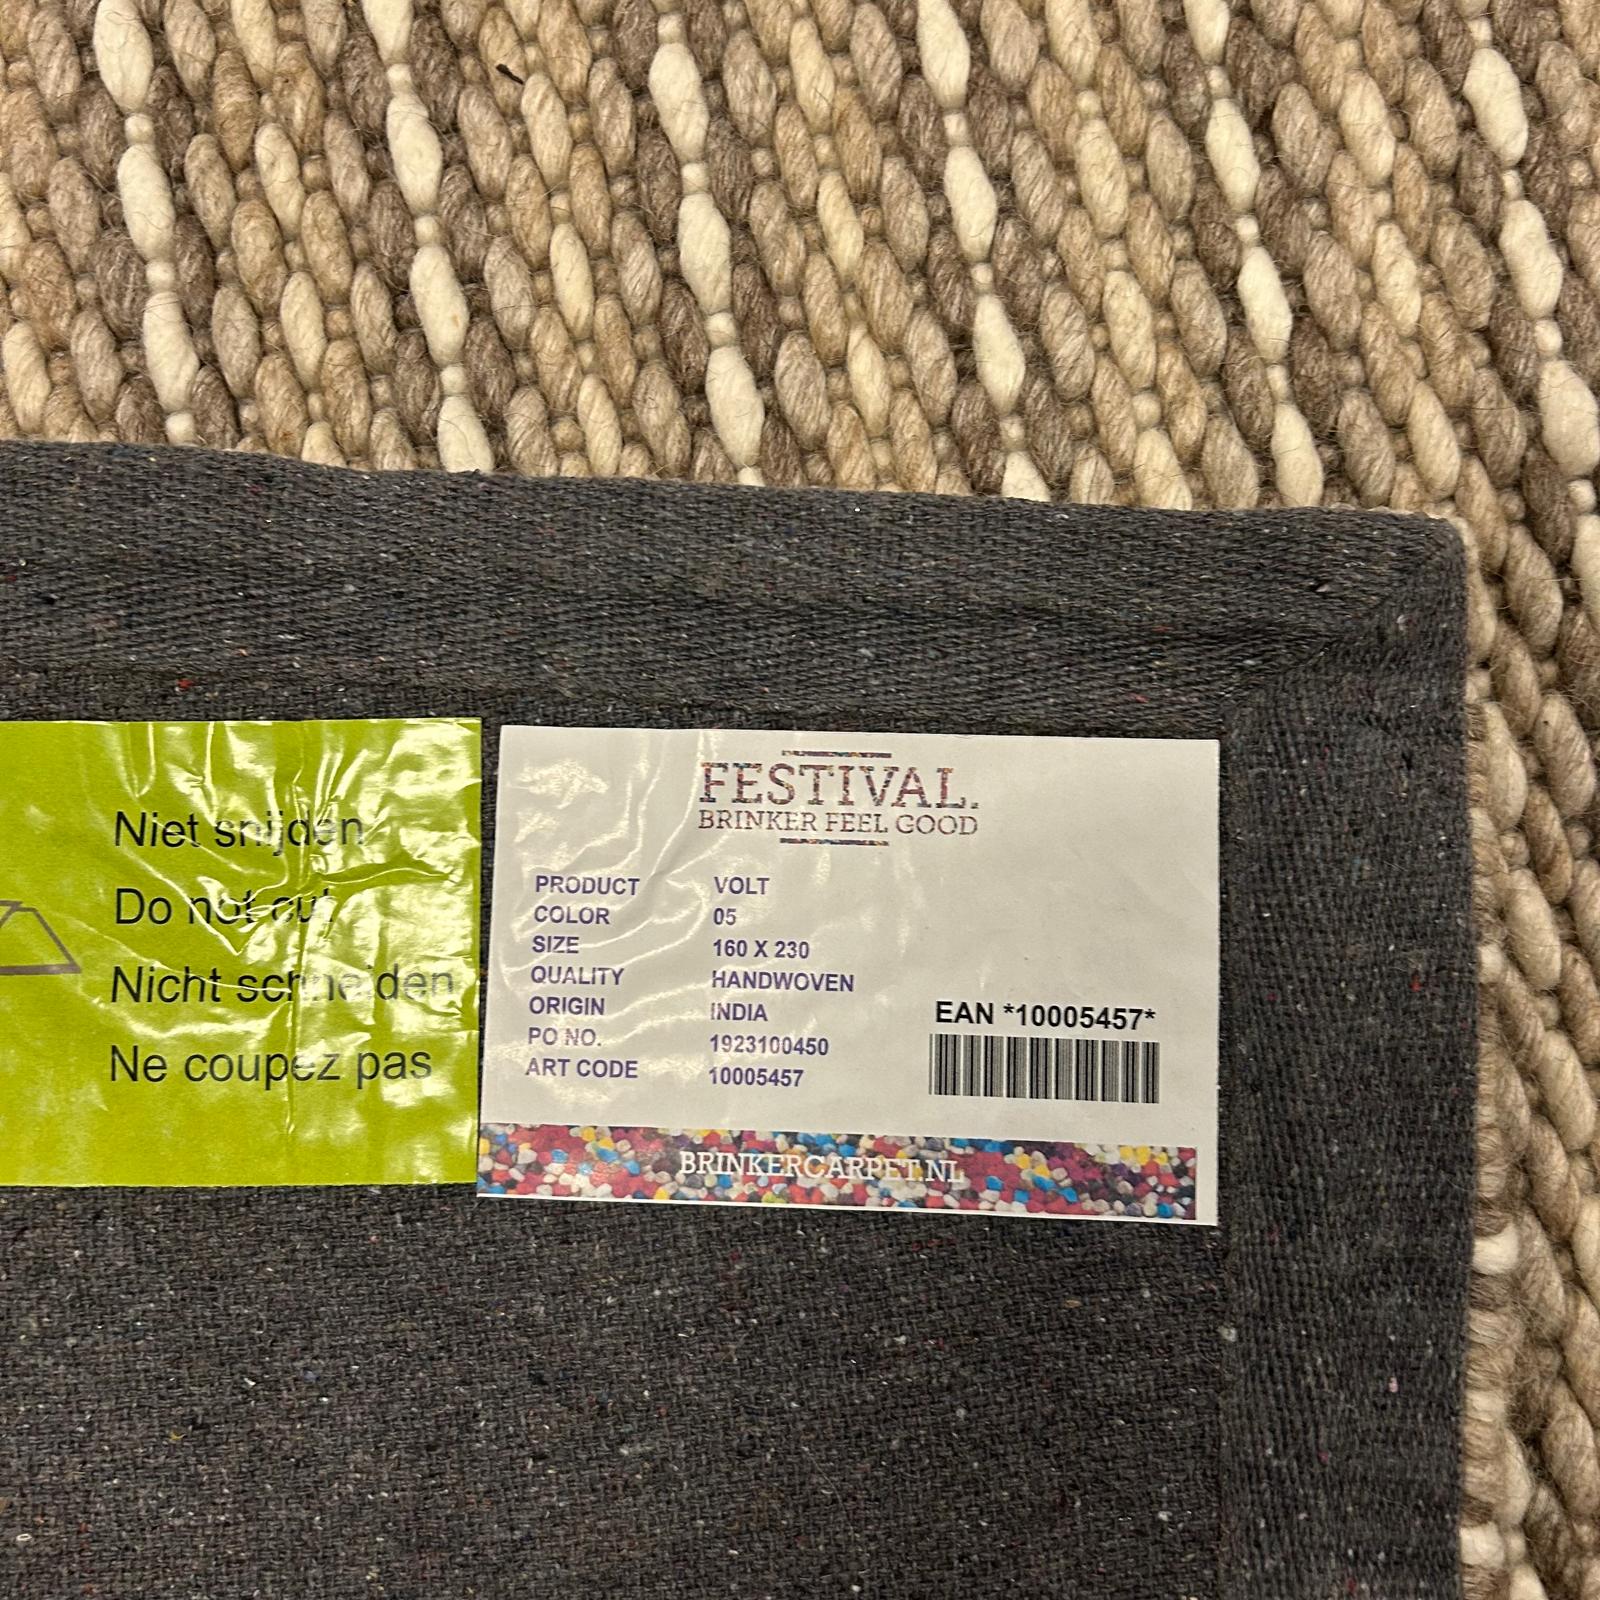 Niet snijden
Do not cut
Nicht schneiden
Ne coupez pas
FESTIVAL.
BRINKER FEEL GOOD
PRODUCT VOLT
COLOR 05
SIZE 160 X 230
QUALITY HANDWOVEN
ORIGIN INDIA
PO NO. 1923100450
ART CODE 10005457
EAN *10005457*
BRINKERCARPET.NL